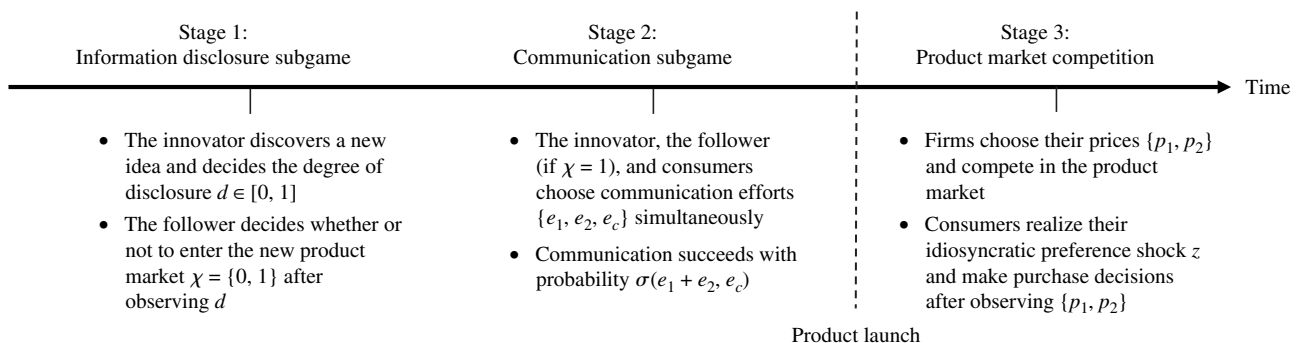 Stage 1:
Information disclosure subgame
Stage 2:
Communication subgame
Stage 3:
Product market competition
Time
• The innovator discovers a new
idea and decides the degree of
disclosure d ∈ [0, 1]
• The follower decides whether or
not to enter the new product
market χ = {0, 1} after
observing d
• The innovator, the follower
(if χ = 1), and consumers
choose communication efforts
{e₁, e₂, e_c} simultaneously
• Communication succeeds with
probability σ(e₁ + e₂, e_c)
• Firms choose their prices {p₁, p₂}
and compete in the product
market
• Consumers realize their
idiosyncratic preference shock z
and make purchase decisions
after observing {p₁, p₂}
Product launch